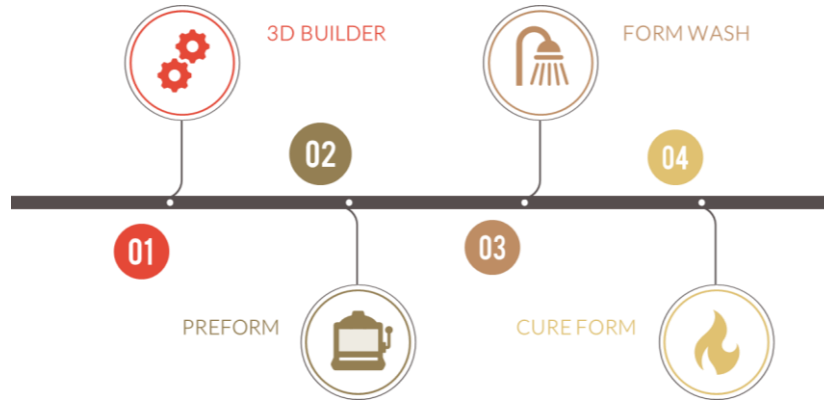 3D BUILDER
FORM WASH
02
04
01
03
PREFORM
CURE FORM